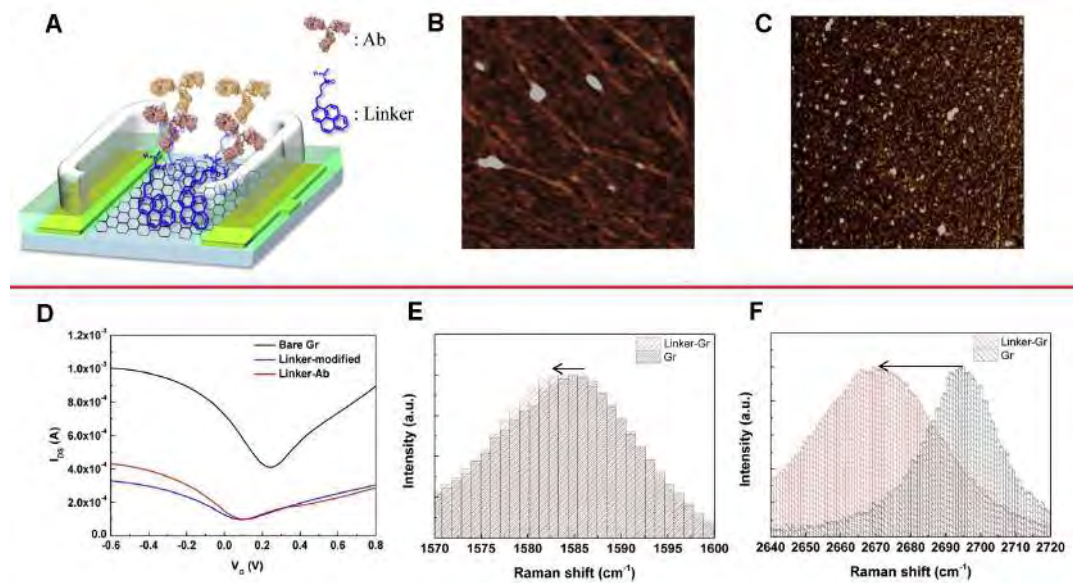 A
: Ab
: Linker
B
C
D
1.2x10⁻³
1.0x10⁻³
8.0x10⁻⁴
6.0x10⁻⁴
4.0x10⁻⁴
2.0x10⁻⁴
0.0
I_DS (A)
Bare Gr
Linker-modified
Linker-Ab
-0.6 -0.4 -0.2 0.0 0.2 0.4 0.6 0.8
V_G (V)
E
Intensity (a.u.)
Linker-Gr
Gr
1570 1575 1580 1585 1590 1595 1600
Raman shift (cm⁻¹)
F
Intensity (a.u.)
Linker-Gr
Gr
2640 2650 2660 2670 2680 2690 2700 2710 2720
Raman shift (cm⁻¹)